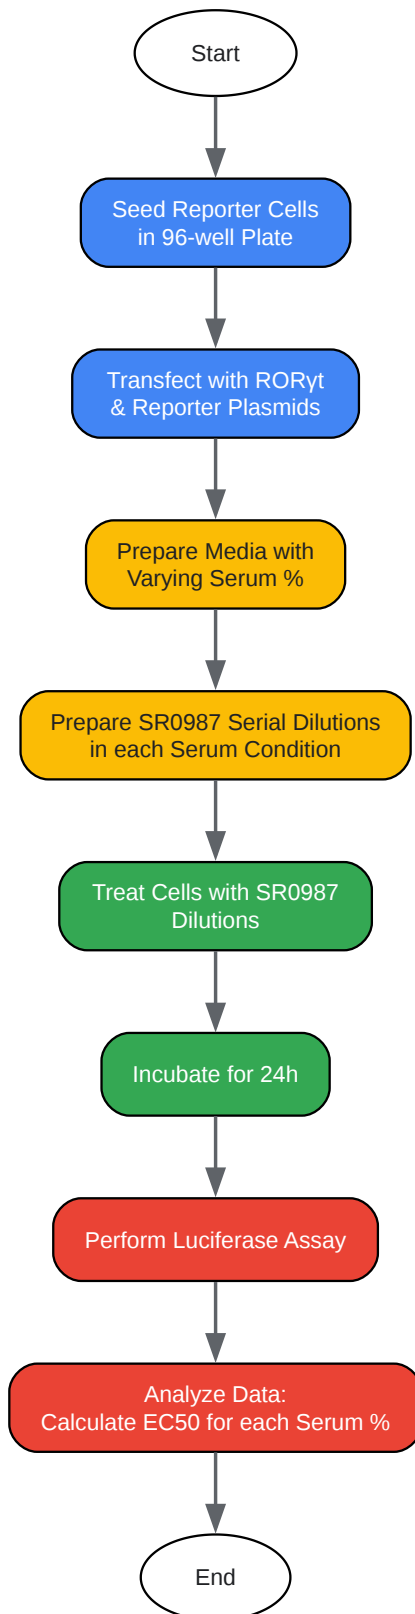 Start
Seed Reporter Cells
in 96-well Plate
Transfect with RORγt
& Reporter Plasmids
Prepare Media with
Varying Serum %
Prepare SR0987 Serial Dilutions
in each Serum Condition
Treat Cells with SR0987
Dilutions
Incubate for 24h
Perform Luciferase Assay
Analyze Data:
Calculate EC50 for each Serum %
End